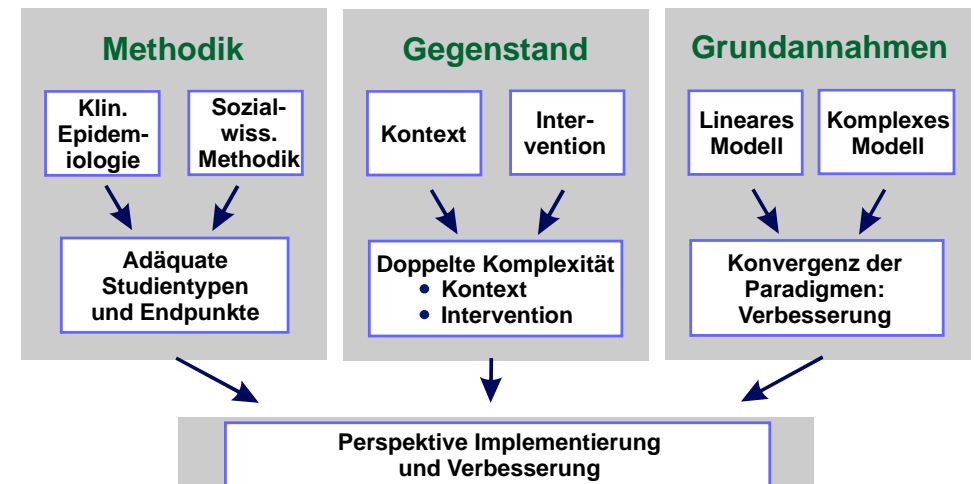 Methodik
Klin.
Epidem-
iologie
Sozial-
wiss.
Methodik
Adäquate
Studientypen
und Endpunkte
Gegenstand
Kontext
Inter-
vention
Doppelte Komplexität
• Kontext
• Intervention
Grundannahmen
Lineares
Modell
Komplexes
Modell
Konvergenz der
Paradigmen:
Verbesserung
Perspektive Implementierung
und Verbesserung